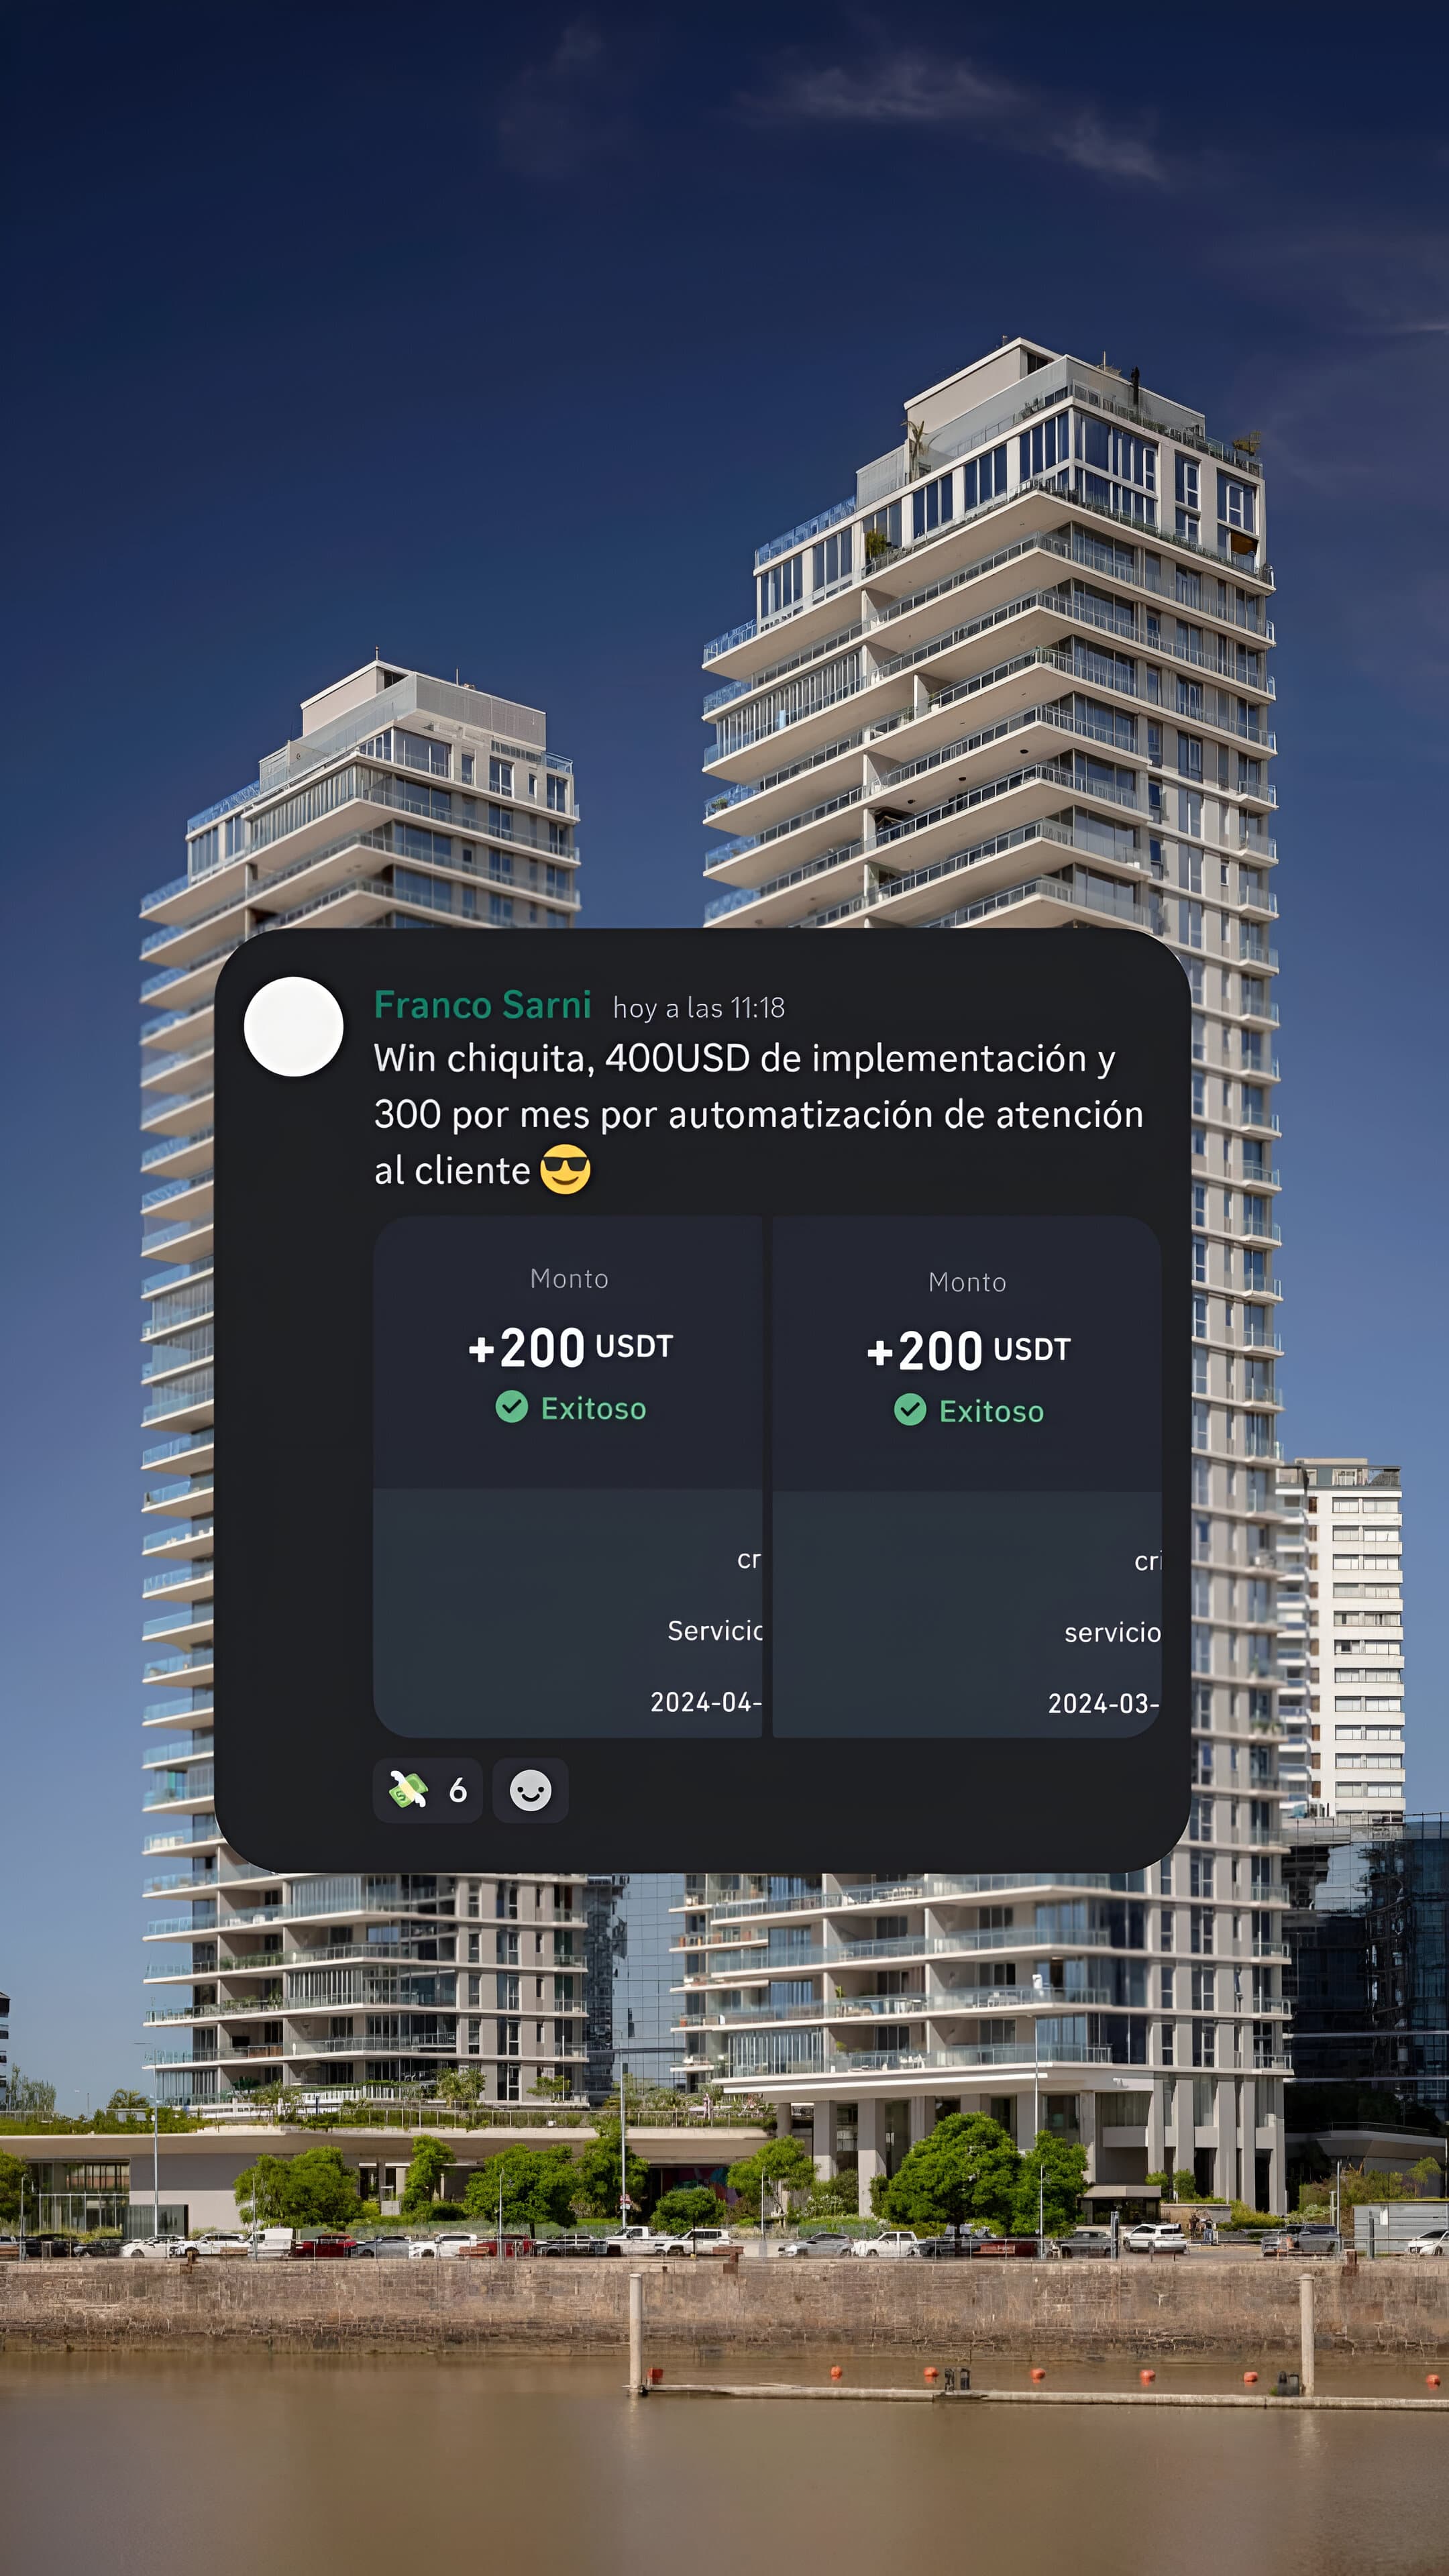 Franco Sarni hoy a las 11:18
Win chiquita, 400USD de implementación y
300 por mes por automatización de atención
al cliente 😎
Monto
+200 USDT
Exitoso
cr
Servicio
2024-04-
Monto
+200 USDT
Exitoso
cri
servicio
2024-03-
💸 6